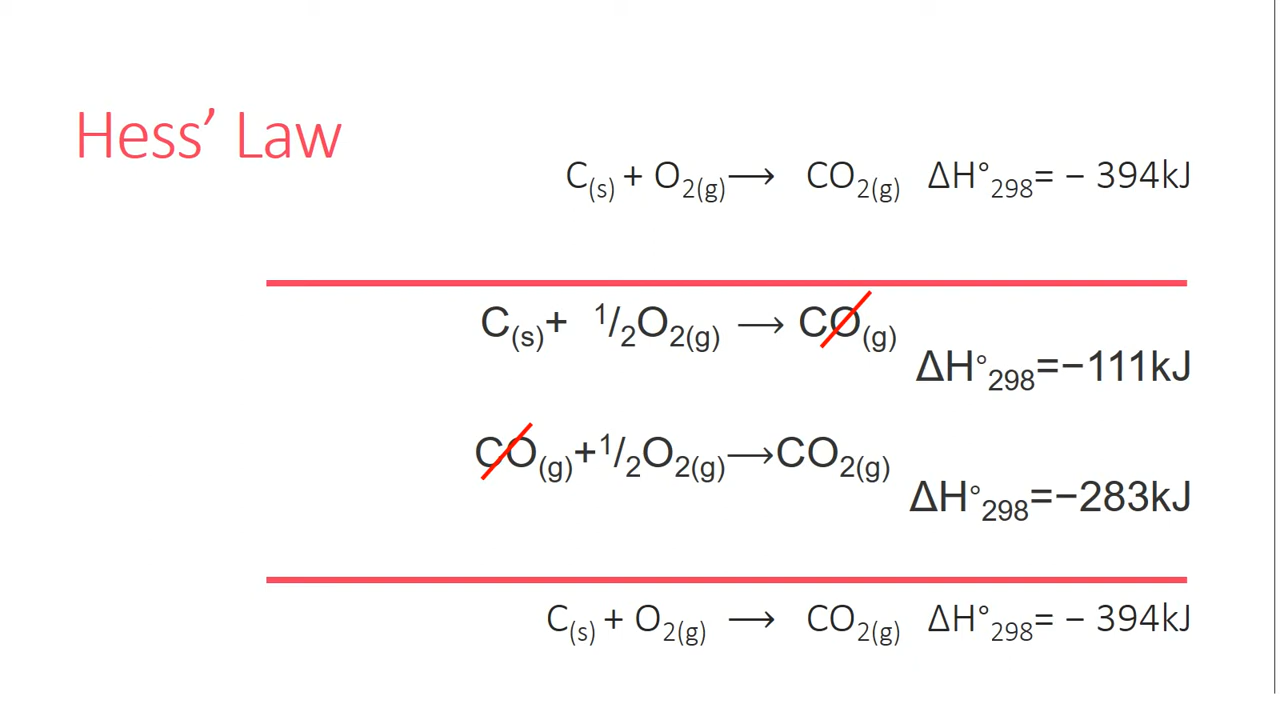 Hess’ Law
C(s) + O2(g)⟶ CO2(g) ΔH°298= − 394kJ
C(s)+ 1/2O2(g) ⟶ CO(g)
ΔH°298=−111kJ
CO(g)+1/2O2(g)⟶CO2(g)
ΔH°298=−283kJ
C(s) + O2(g) ⟶ CO2(g) ΔH°298= − 394kJ